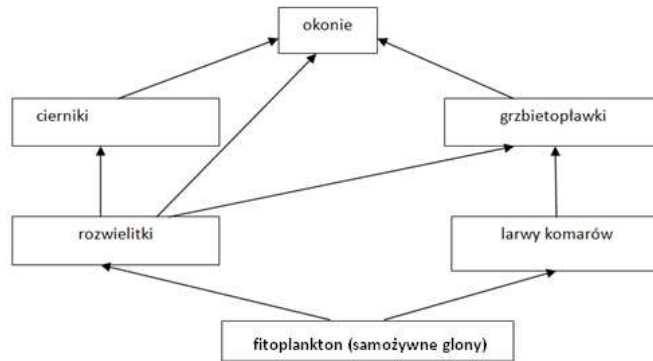 okonie
cierniki
grzbietopławki
rozwielitki
larwy komarów
fitoplankton (samożywne glony)